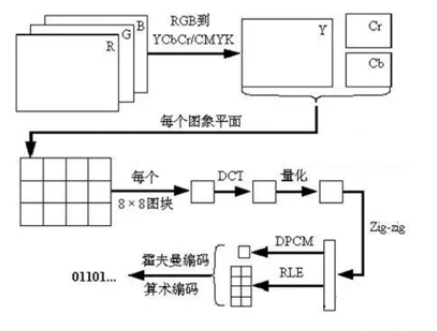 B
G
R
RGB到
YCbCr/CMYK
Y
Cr
Cb
每个图象平面
每个
8×8图块
DCT
量化
Zig-zig
DPCM
RLE
霍夫曼编码
算术编码
01101...